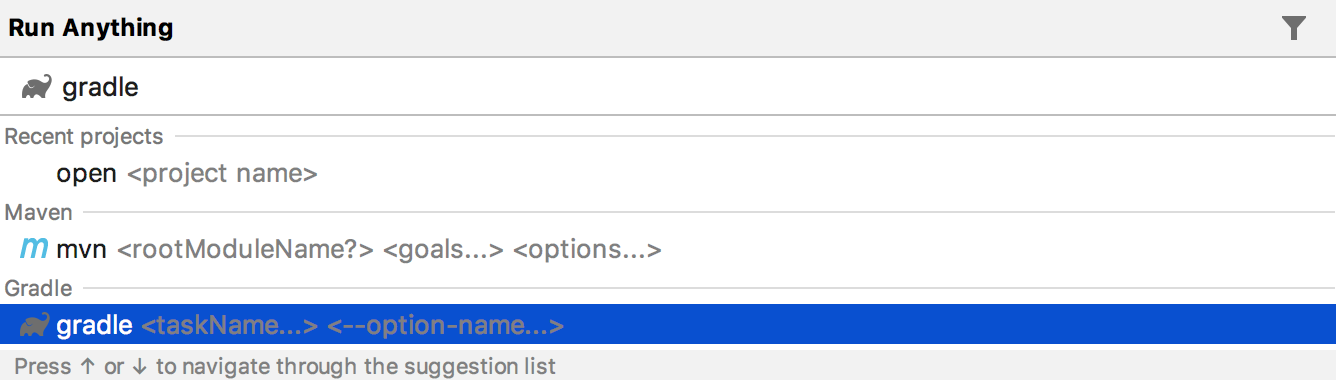 Run Anything
gradle
Recent projects
open <project name>
Maven
m mvn <rootModuleName?> <goals...> <options...>
Gradle
gradle <taskName...> <--option-name...>
Press ↑ or ↓ to navigate through the suggestion list